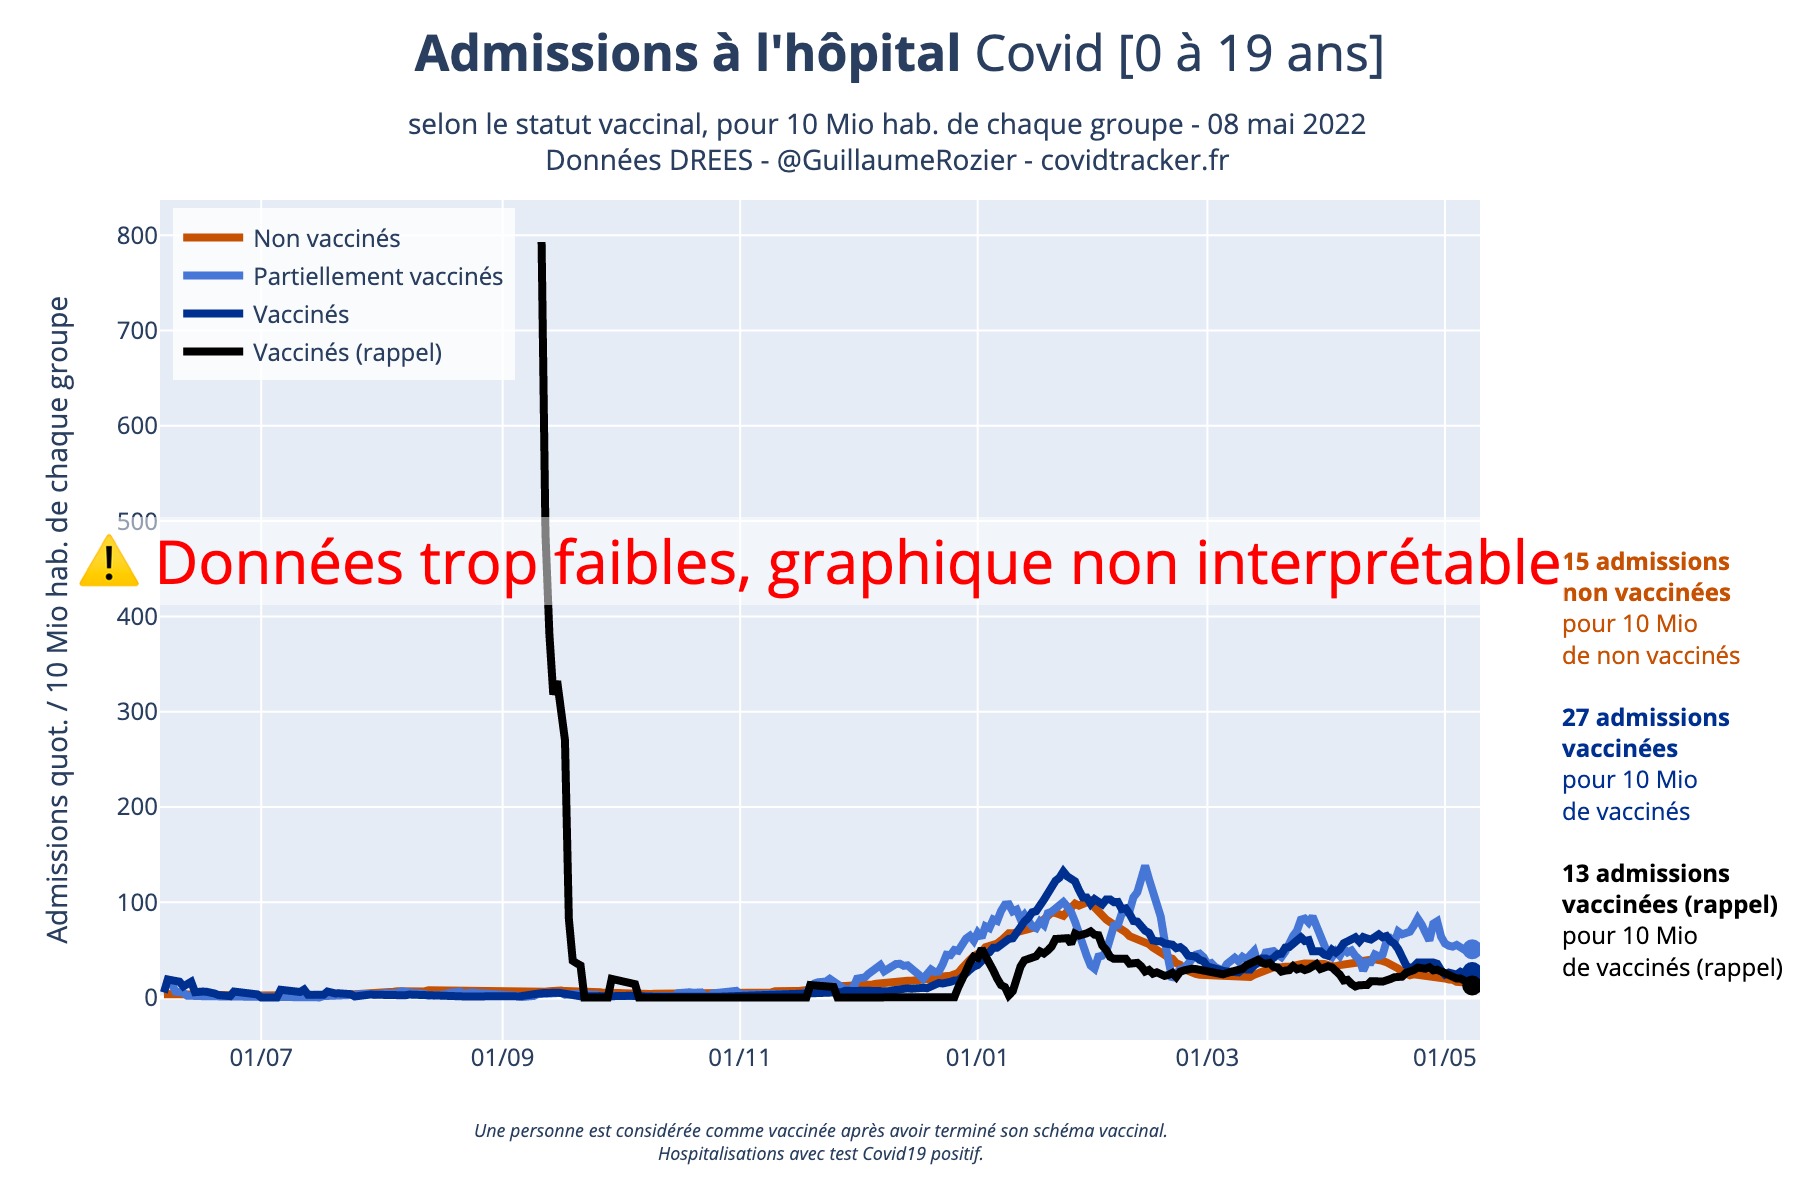 Admissions à l'hôpital Covid [0 à 19 ans]
selon le statut vaccinal, pour 10 Mio hab. de chaque groupe - 08 mai 2022
Données DREES - @GuillaumeRozier - covidtracker.fr
Admissions quot. / 10 Mio hab. de chaque groupe
800
700
600
500
400
300
200
100
0
Non vaccinés
Partiellement vaccinés
Vaccinés
Vaccinés (rappel)
Données trop faibles, graphique non interprétable
15 admissions
non vaccinées
pour 10 Mio
de non vaccinés
27 admissions
vaccinées
pour 10 Mio
de vaccinés
13 admissions
vaccinées (rappel)
pour 10 Mio
de vaccinés (rappel)
01/07
01/09
01/11
01/01
01/03
01/05
Une personne est considérée comme vaccinée après avoir terminé son schéma vaccinal.
Hospitalisations avec test Covid19 positif.